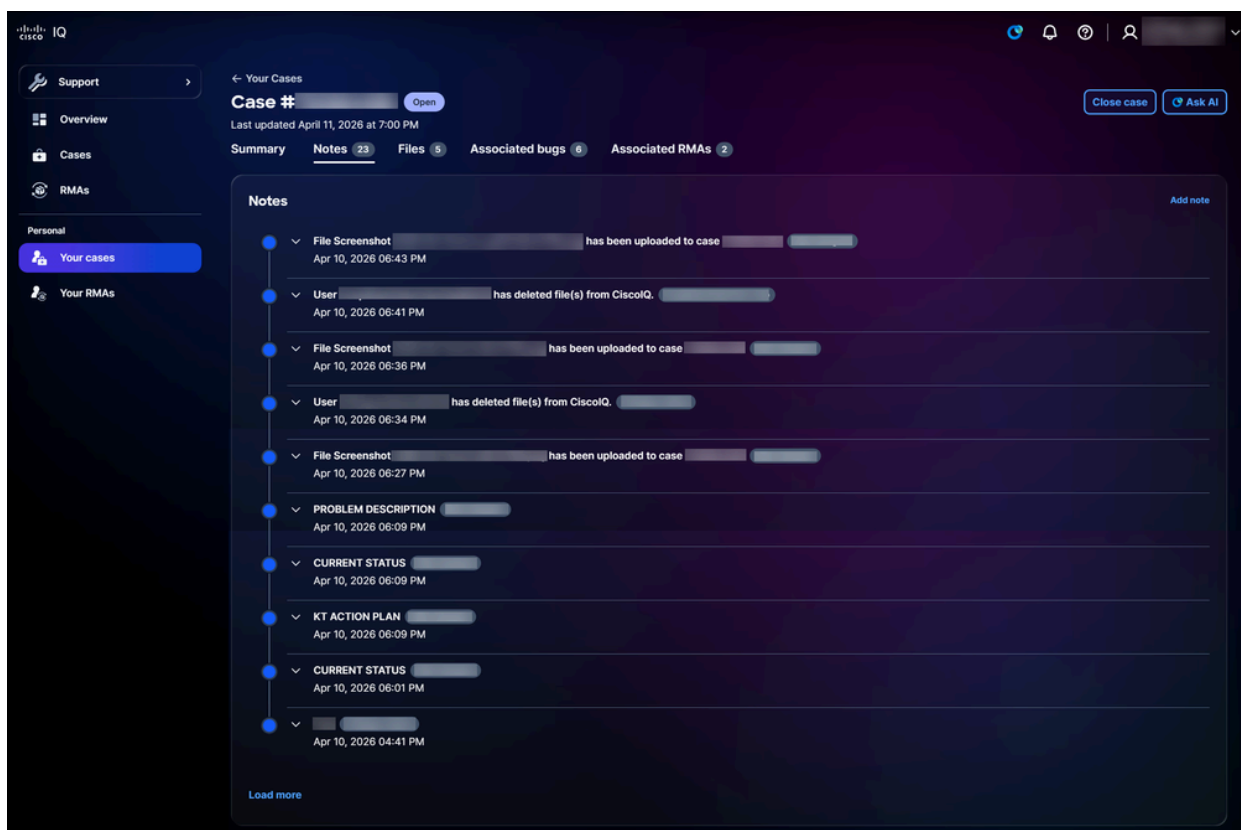 cisco IQ
Support
Overview
Cases
RMAs
Personal
Your cases
Your RMAs
← Your Cases
Case # Open
Last updated April 11, 2026 at 7:00 PM
Close case
Ask AI
Summary Notes 23 Files 5 Associated bugs 6 Associated RMAs 2
Notes
Add note
File Screenshot has been uploaded to case
Apr 10, 2026 06:43 PM
User has deleted file(s) from CiscoIQ.
Apr 10, 2026 06:41 PM
File Screenshot has been uploaded to case
Apr 10, 2026 06:36 PM
User has deleted file(s) from CiscoIQ.
Apr 10, 2026 06:34 PM
File Screenshot has been uploaded to case
Apr 10, 2026 06:27 PM
PROBLEM DESCRIPTION
Apr 10, 2026 06:09 PM
CURRENT STATUS
Apr 10, 2026 06:09 PM
KT ACTION PLAN
Apr 10, 2026 06:09 PM
CURRENT STATUS
Apr 10, 2026 06:01 PM
Apr 10, 2026 04:41 PM
Load more